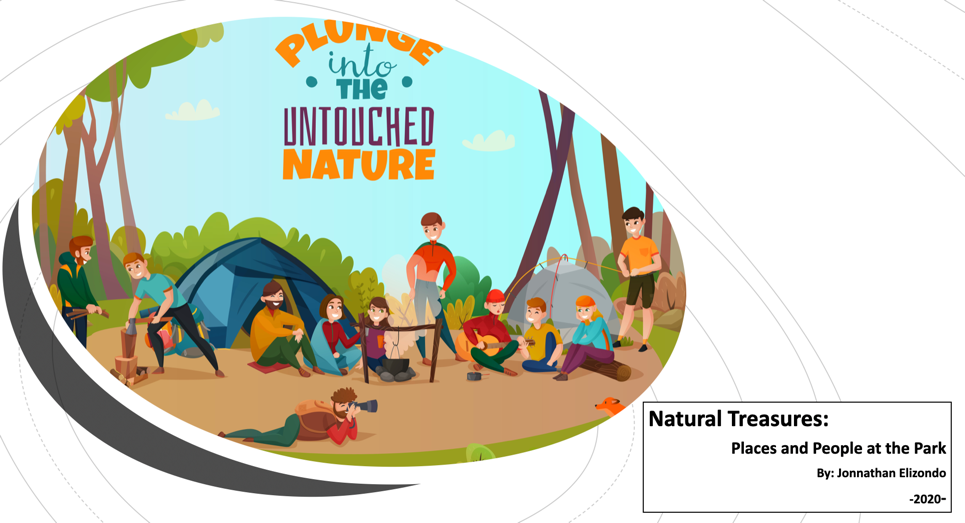 PLUNGE
into
• THE •
UNTOUCHED
NATURE
Natural Treasures:
Places and People at the Park
By: Jonnathan Elizondo
-2020-